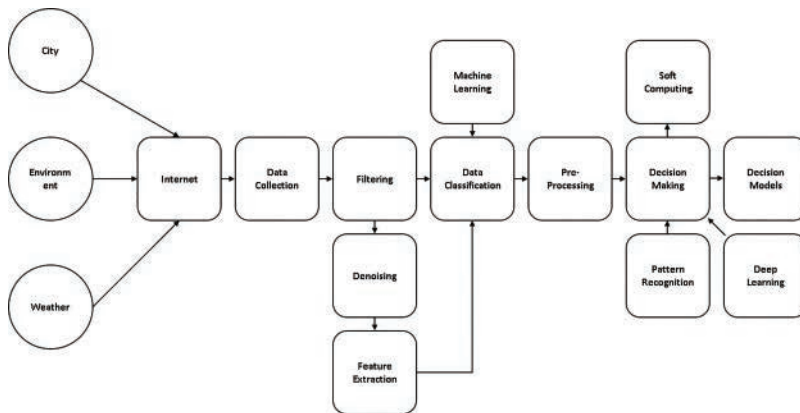 City
Machine
Learning
Soft
Computing
Environm
ent
Internet
Data
Collection
Filtering
Data
Classification
Pre-
Processing
Decision
Making
Decision
Models
Denoising
Pattern
Recognition
Deep
Learning
Weather
Feature
Extraction